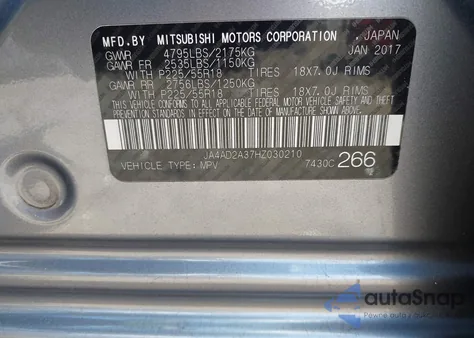 MFD.BY MITSUBISHI MOTORS CORPORATION , JAPAN
GVWR 4795LBS/2175KG JAN 2017
GAWR FR 2535LBS/1150KG
WITH P225/55R18 TIRES 18X7.0J RIMS
GAWR RR 2756LBS/1250KG
WITH P225/55R18 TIRES 18X7.0J RIMS
THIS VEHICLE CONFORMS TO ALL APPLICABLE U.S. FEDERAL MOTOR
VEHICLE SAFETY AND THEFT
PREVENTION STANDARDS IN EFFECT ON THE DATE OF
MANUFACTURE SHOWN ABOVE.
JA4AD2A37HZ030210
VEHICLE TYPE: MPV 7430C 266
autoSnap